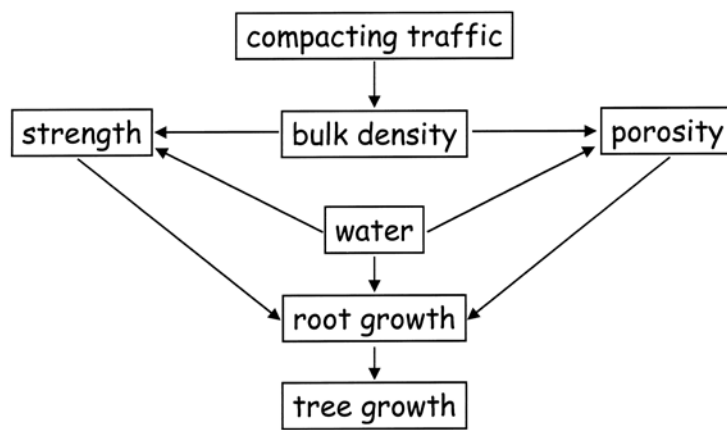 compacting traffic
strength
bulk density
porosity
water
root growth
tree growth